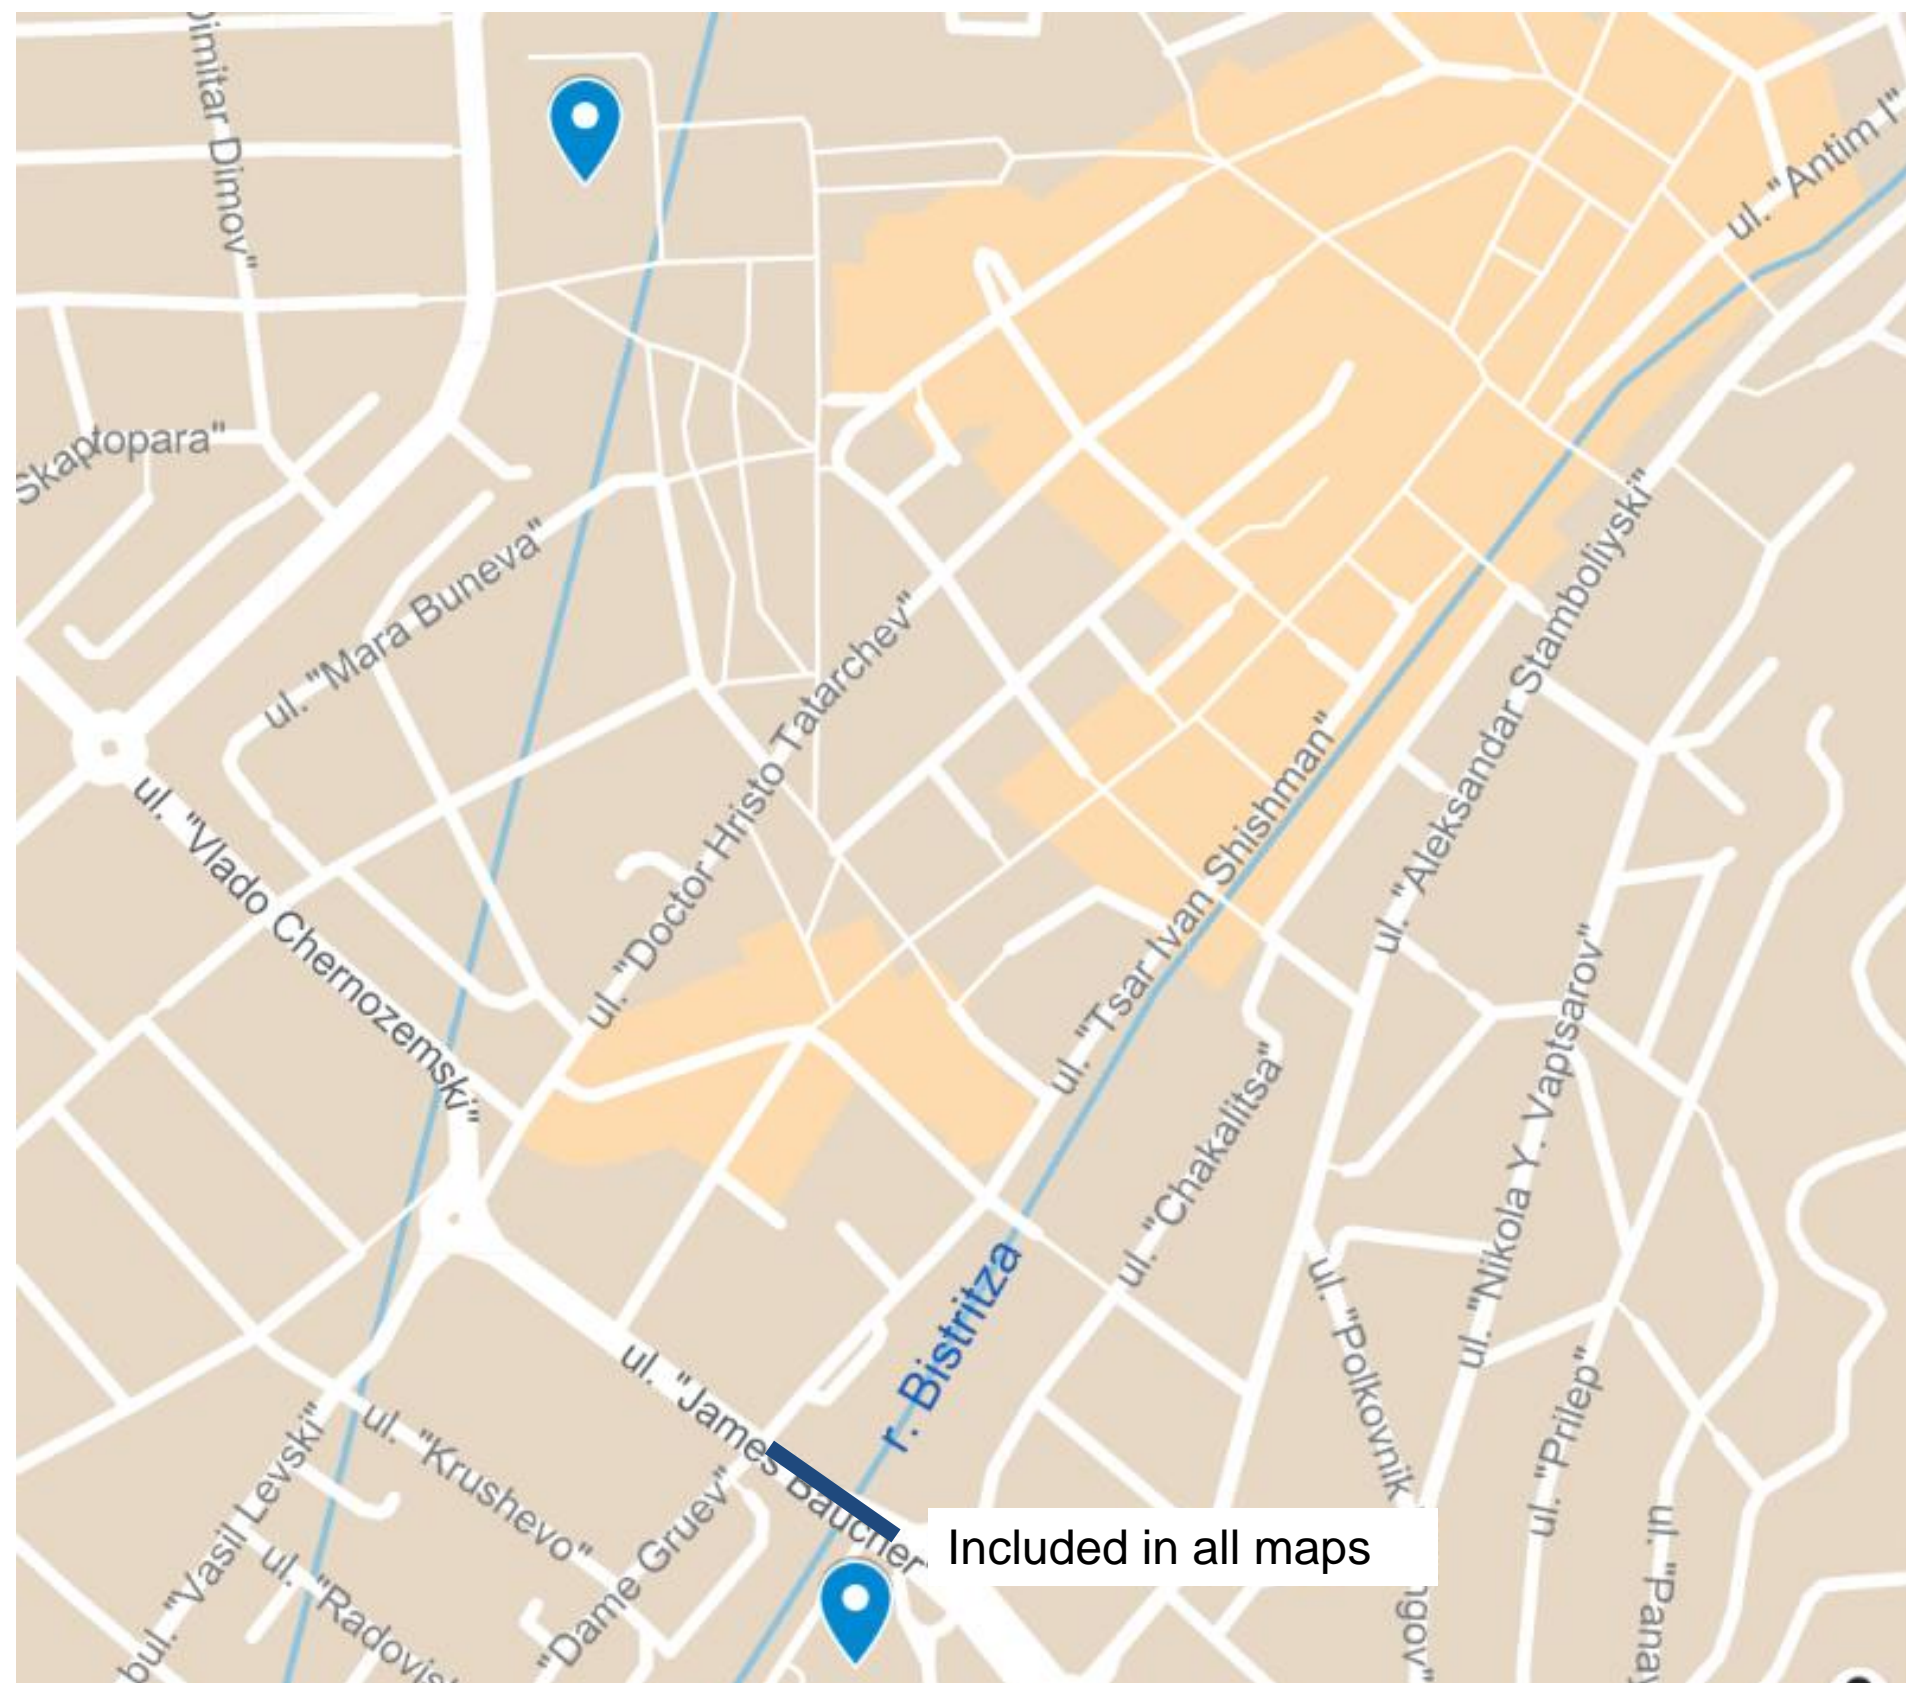 Dimitar Dimov"
ul. "Antim I"
Skaptopara"
ul. "Mara Buneva"
ul. "Aleksandar Stamboliyski"
ul. "Doctor Hristo Tatarchev"
ul. "Tsar Ivan Shishman"
ul. "Vlado Chernozemski"
ul. "Nikola Y. Vaptsarov"
ul. "Chakalitsa"
r. Bistritza
ul. "Polkovnik
ngov"
ul. "Prilep"
ul. "James Baucher"
bul. "Vasil Levski"
ul. "Krushevo"
"Dame Gruev"
Included in all maps
ul. "Radovis
ul. "Panay